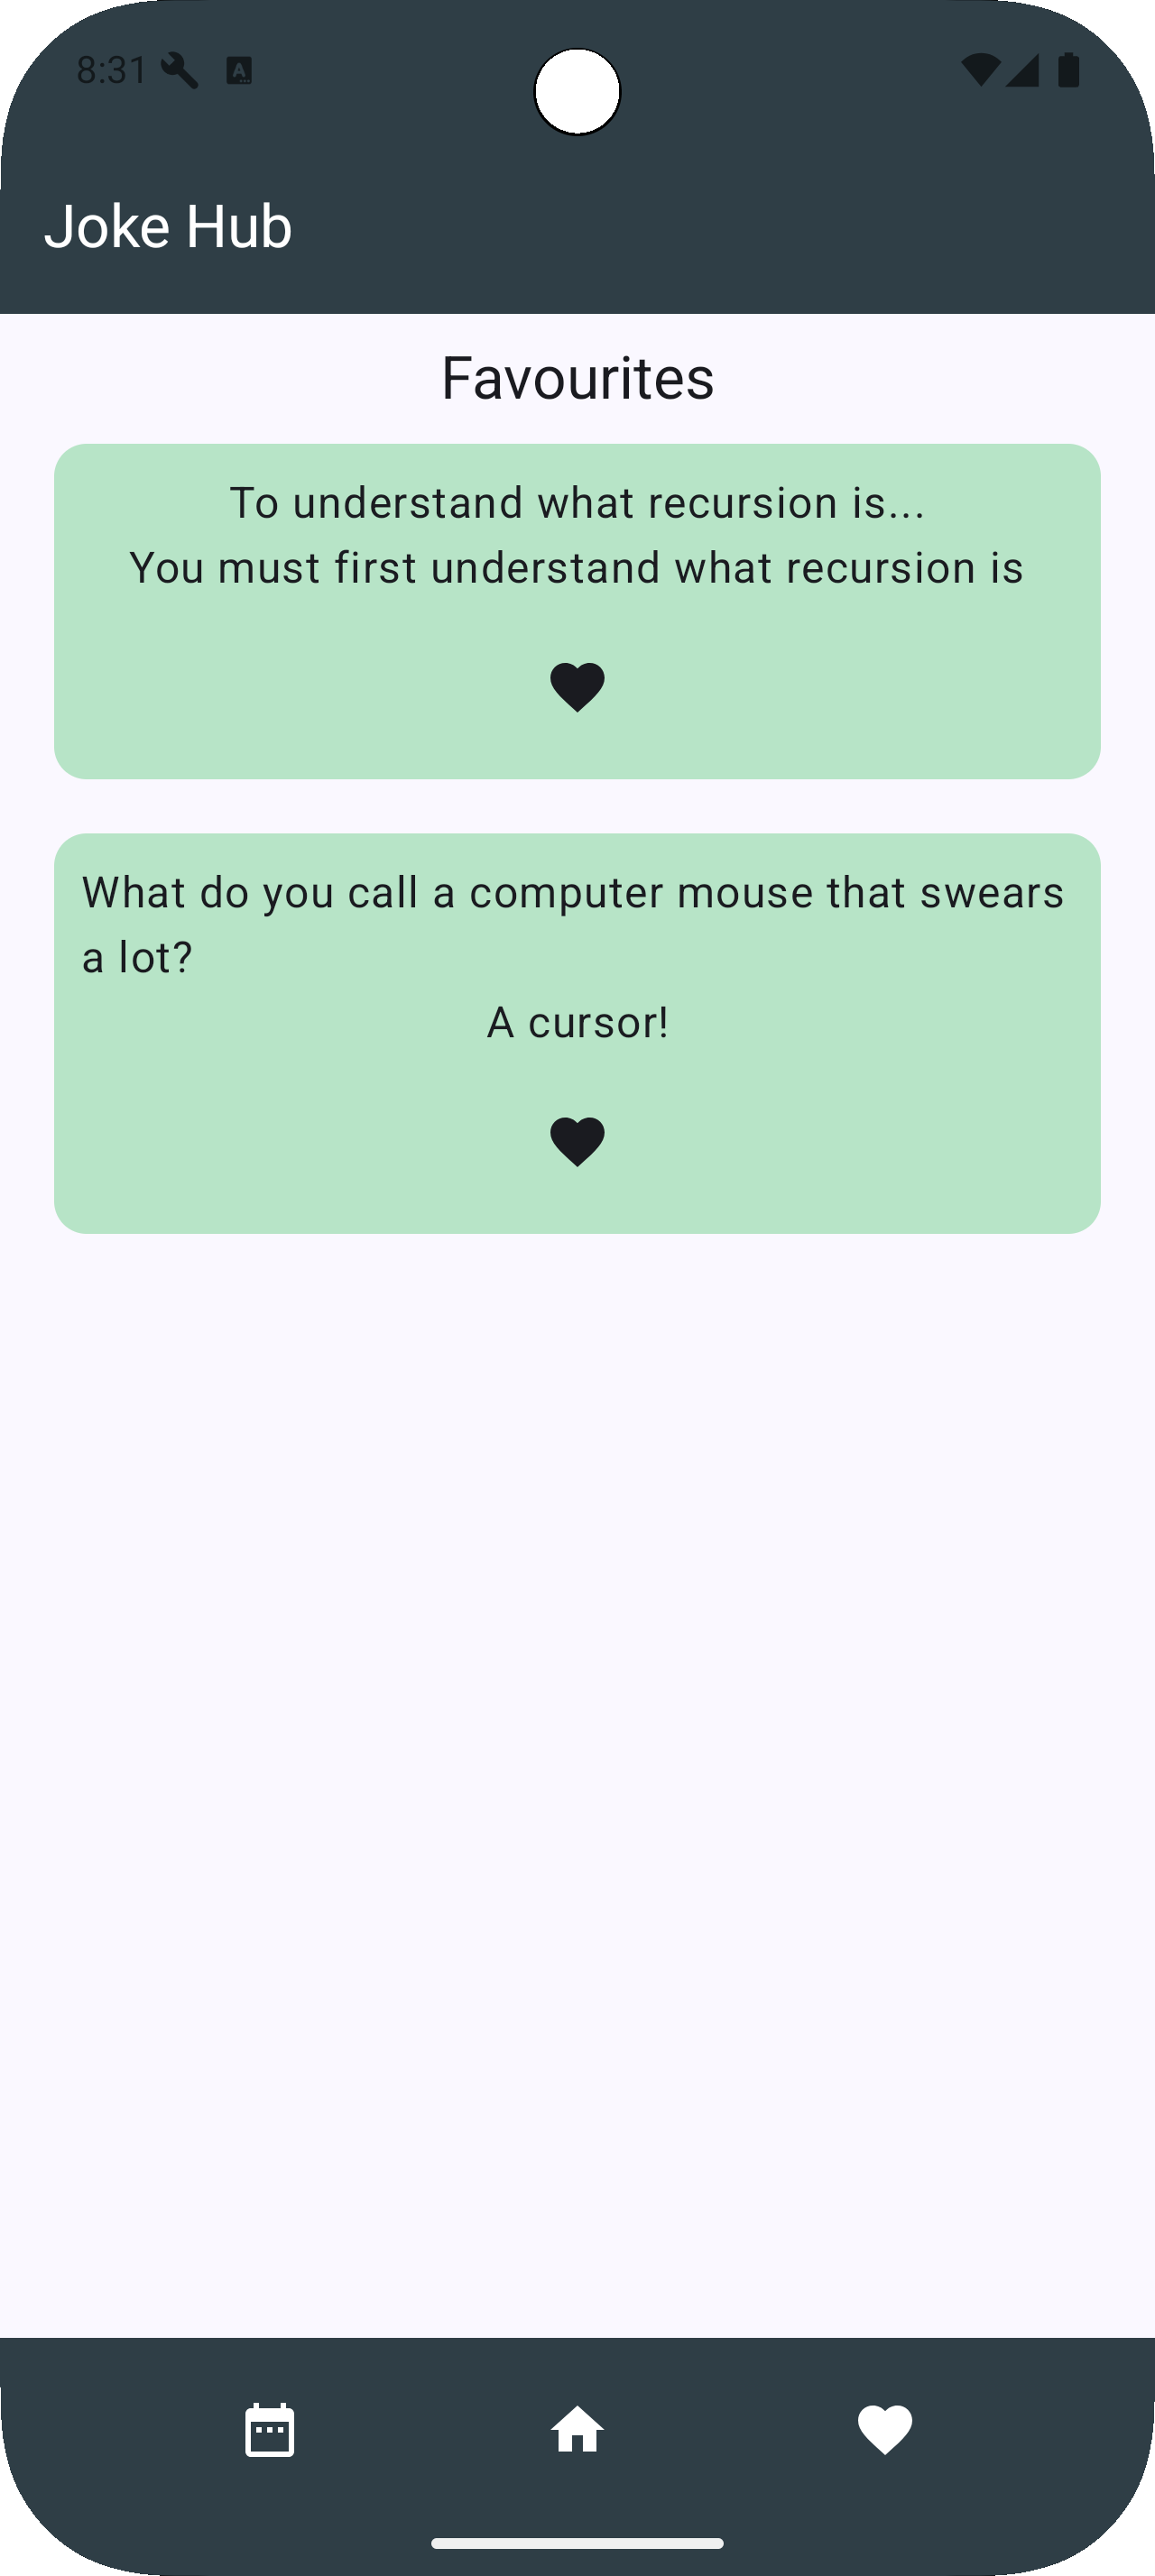 8:31
Joke Hub
Favourites
To understand what recursion is...
You must first understand what recursion is
What do you call a computer mouse that swears
a lot?
A cursor!